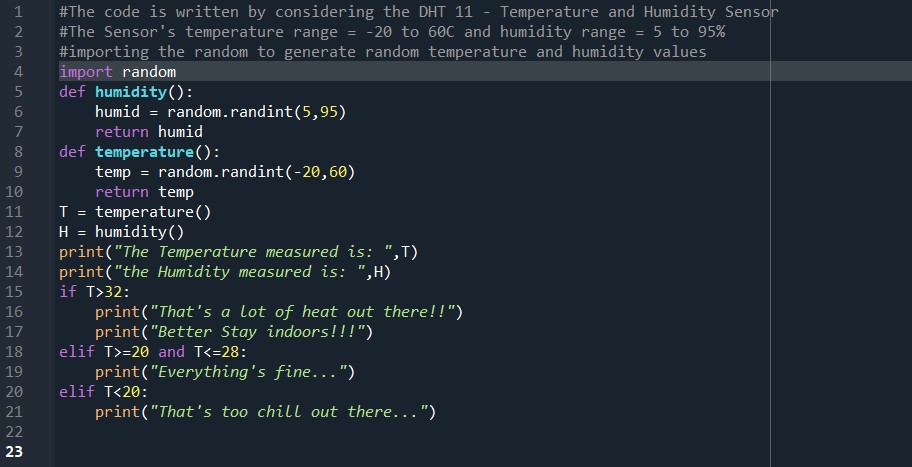 1 #The code is written by considering the DHT 11 - Temperature and Humidity Sensor
2 #The Sensor's temperature range = -20 to 60C and humidity range = 5 to 95%
3 #importing the random to generate random temperature and humidity values
4 import random
5 def humidity():
6     humid = random.randint(5,95)
7     return humid
8 def temperature():
9     temp = random.randint(-20,60)
10     return temp
11 T = temperature()
12 H = humidity()
13 print("The Temperature measured is: ",T)
14 print("the Humidity measured is: ",H)
15 if T>32:
16     print("That's a lot of heat out there!!")
17     print("Better Stay indoors!!!")
18 elif T>=20 and T<=28:
19     print("Everything's fine...")
20 elif T<20:
21     print("That's too chill out there...")
22
23